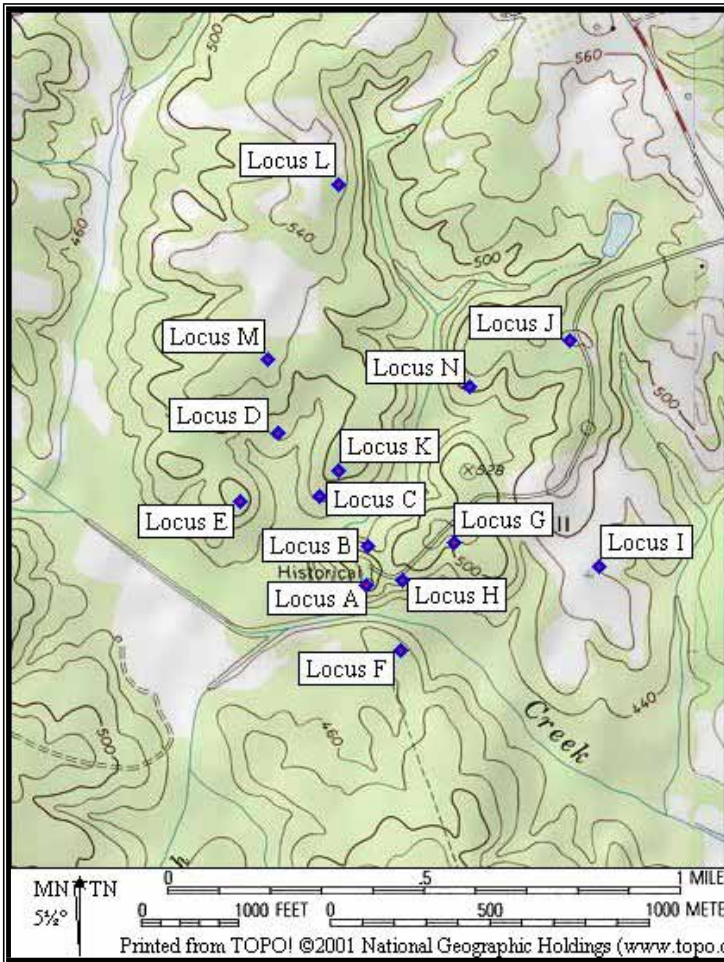 500
560
Locus L
460
540
500
Locus J
Locus M
Locus N
500
Locus D
Locus K
528
Locus C
Locus E
Locus G
ll
Locus B
500
Locus I
Historical
Locus A
Locus H
Locus F
440
500
460
Creek
h
0 .5 1 MILE
MN TN
5½°
0 1000 FEET 0 500 1000 METE
Printed from TOPO! ©2001 National Geographic Holdings (www.topo.c